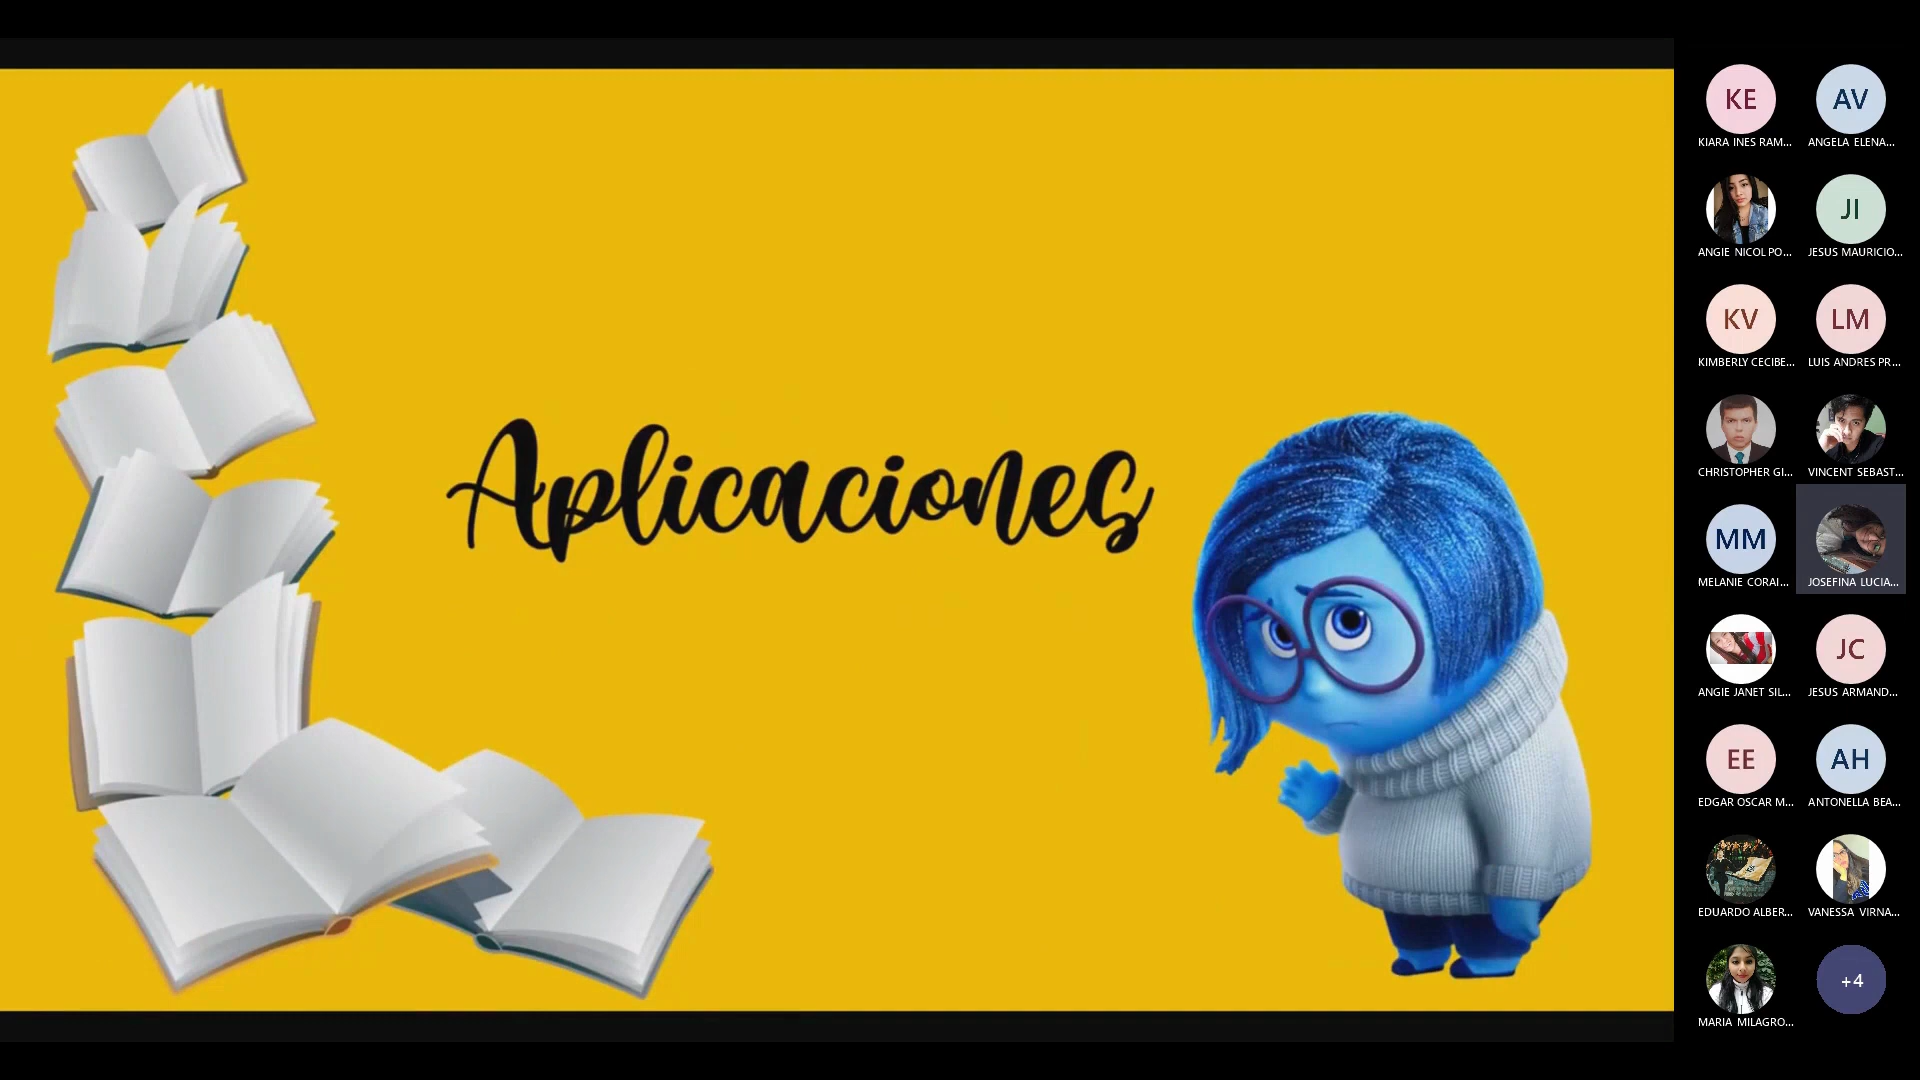 Aplicaciones
KE
AV
KIARA INES RAM...
ANGELA ELENA...
JI
ANGIE NICOL PO...
JESUS MAURICIO...
KV
LM
KIMBERLY CECIBE...
LUIS ANDRES PR...
CHRISTOPHER GI...
VINCENT SEBAST...
MM
MELANIE CORAI...
JOSEFINA LUCIA...
JC
ANGIE JANET SIL...
JESUS ARMAND...
EE
AH
EDGAR OSCAR M...
ANTONELLA BEA...
EDUARDO ALBER...
VANESSA VIRNA...
+4
MARIA MILAGRO...